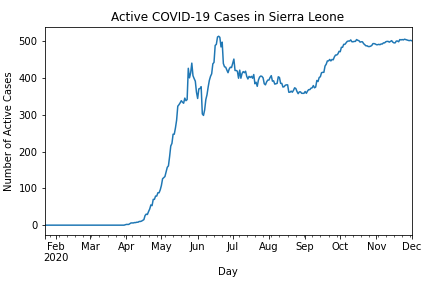 Active COVID-19 Cases in Sierra Leone
Number of Active Cases
500
400
300
200
100
0
Feb Mar Apr May Jun Jul Aug Sep Oct Nov Dec
2020
Day